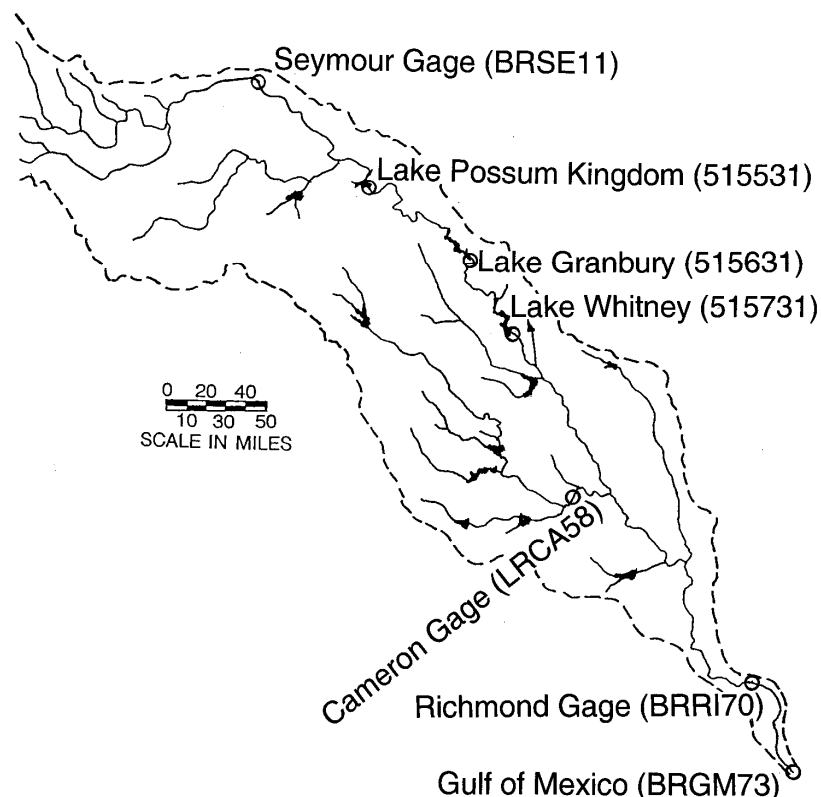 Seymour Gage (BRSE11)
Lake Possum Kingdom (515531)
Lake Granbury (515631)
Lake Whitney (515731)
0 20 40
10 30 50
SCALE IN MILES
Cameron Gage (LRCA58)
Richmond Gage (BRRI70)
Gulf of Mexico (BRGM73)